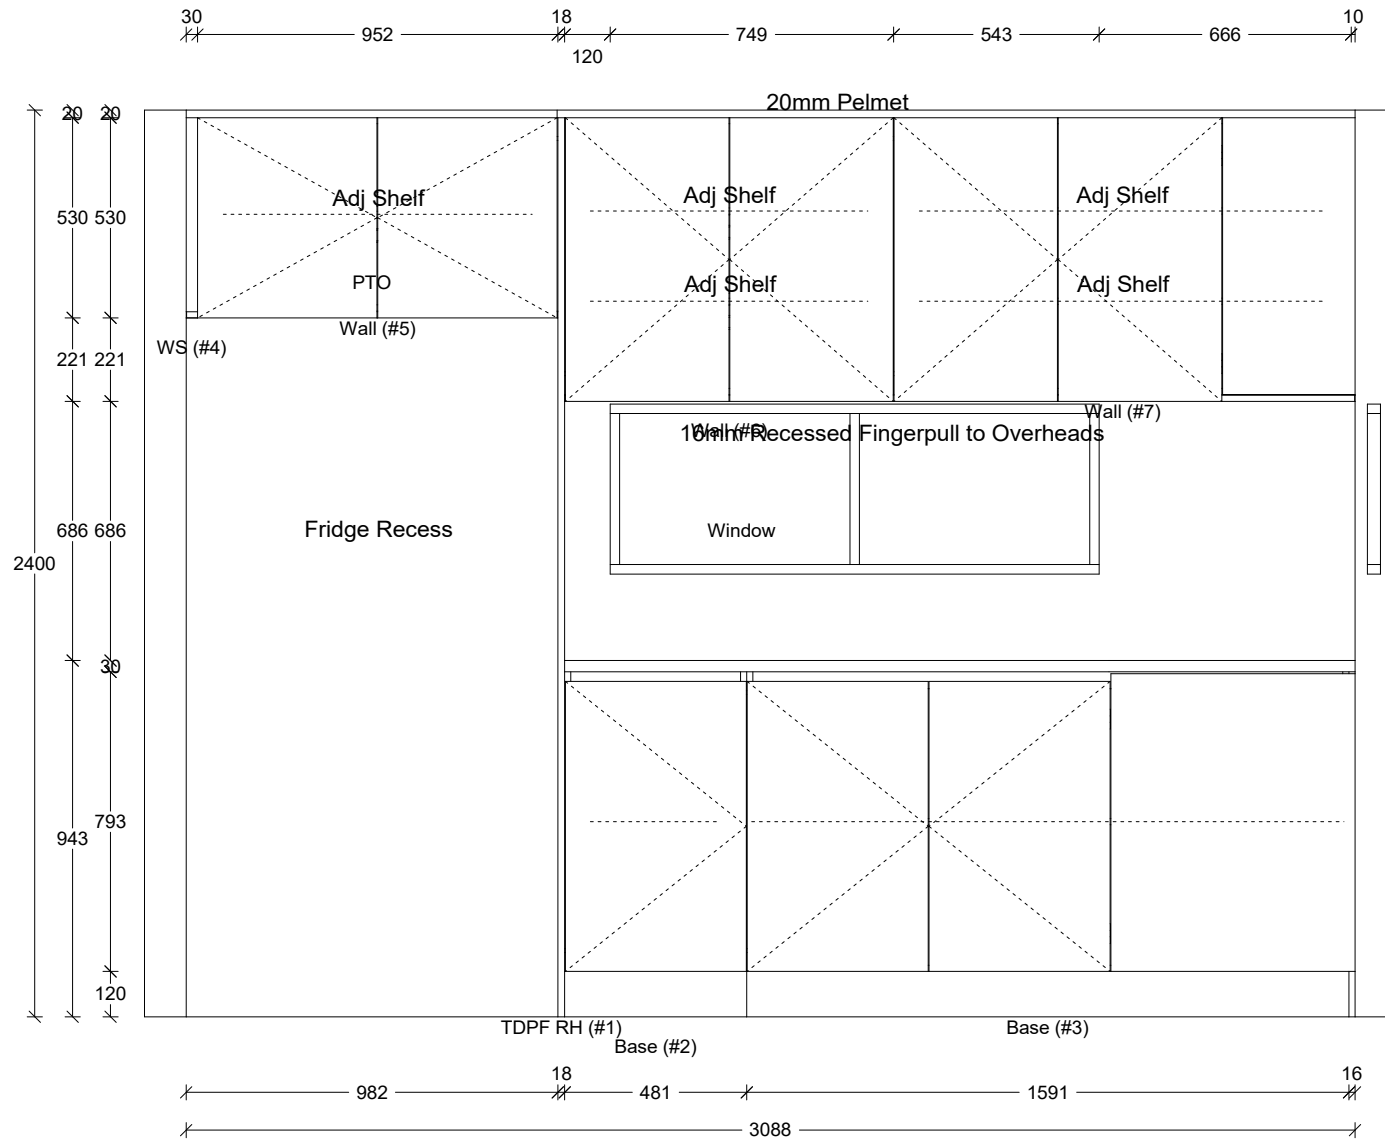 30 18 10
952 749 543 666
120
20 20 20mm Pelmet
Adj Shelf Adj Shelf Adj Shelf
530 530
PTO Adj Shelf Adj Shelf
Wall (#5)
WS (#4)
221 221
Wall (#7)
Wall (#6)
16mm Recessed Fingerpull to Overheads
686 686 Fridge Recess Window
2400
30
793
943
120
TDPF RH (#1) Base (#3)
Base (#2)
18 16
982 481 1591
3088